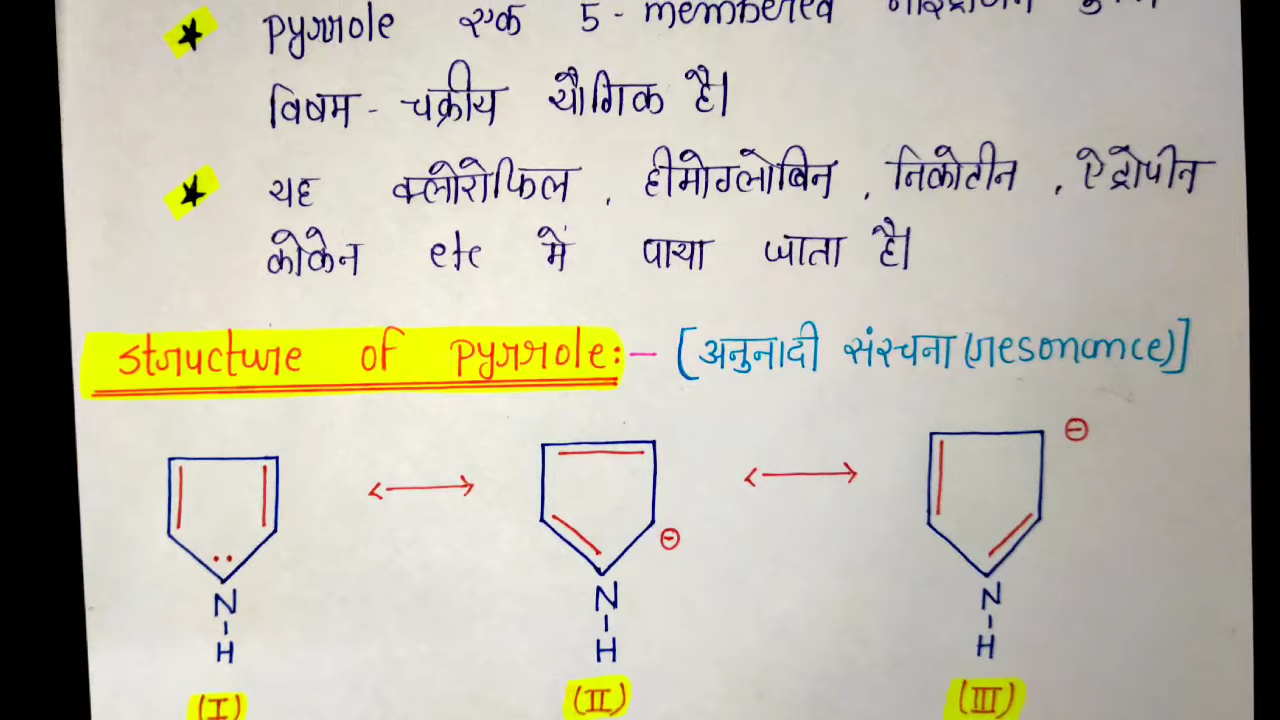 ★ Pyrrole एक 5-membered
विषम-चक्रीय यौगिक है।
★ यह क्लोरोफिल, हीमोग्लोबिन, निकोटीन, ऐट्रोपीन
कोकेन etc में पाया जाता है।
Structure of Pyrrole:- [अनुनादी संरचना (resonance)]
⊖
⊖
N N N
H H H
(I) (II) (III)